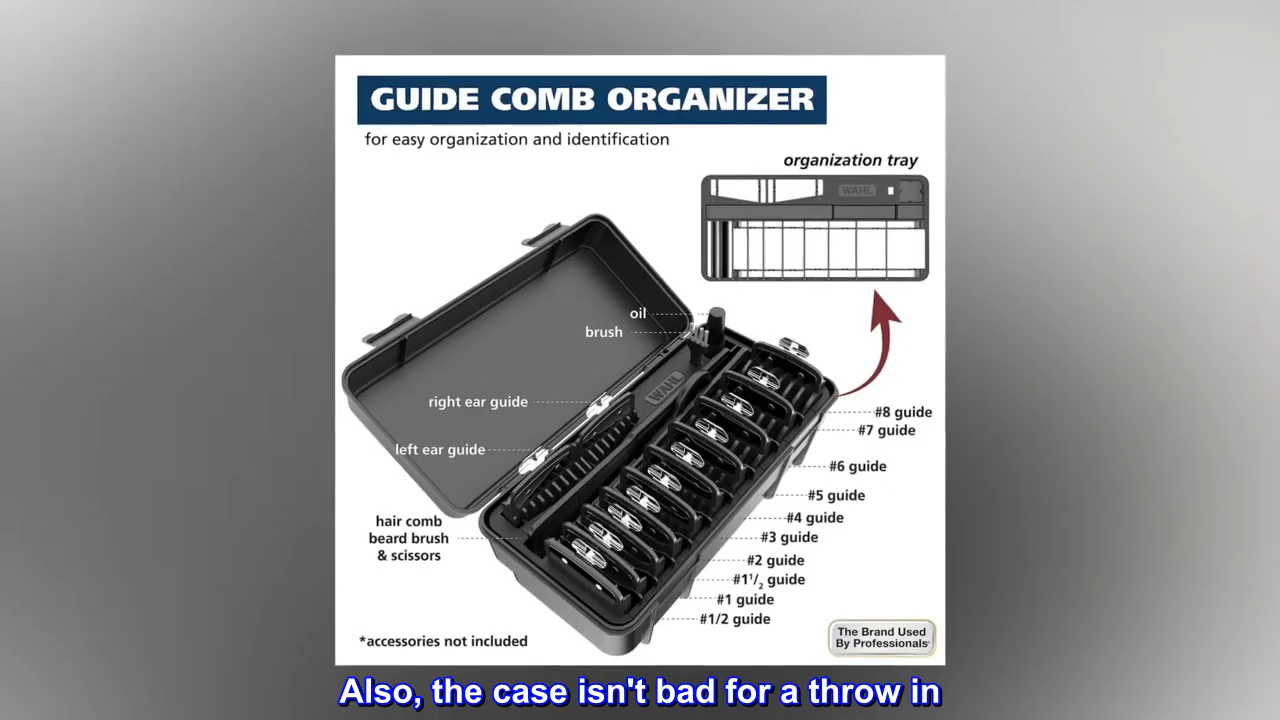 GUIDE COMB ORGANIZER
for easy organization and identification
organization tray
WAHL
oil
brush
WAHL
right ear guide
left ear guide
hair comb
beard brush
& scissors
#8 guide
#7 guide
#6 guide
#5 guide
#4 guide
#3 guide
#2 guide
#1¹/₂ guide
#1 guide
#1/2 guide
*accessories not included
The Brand Used
By Professionals®
Also, the case isn't bad for a throw in